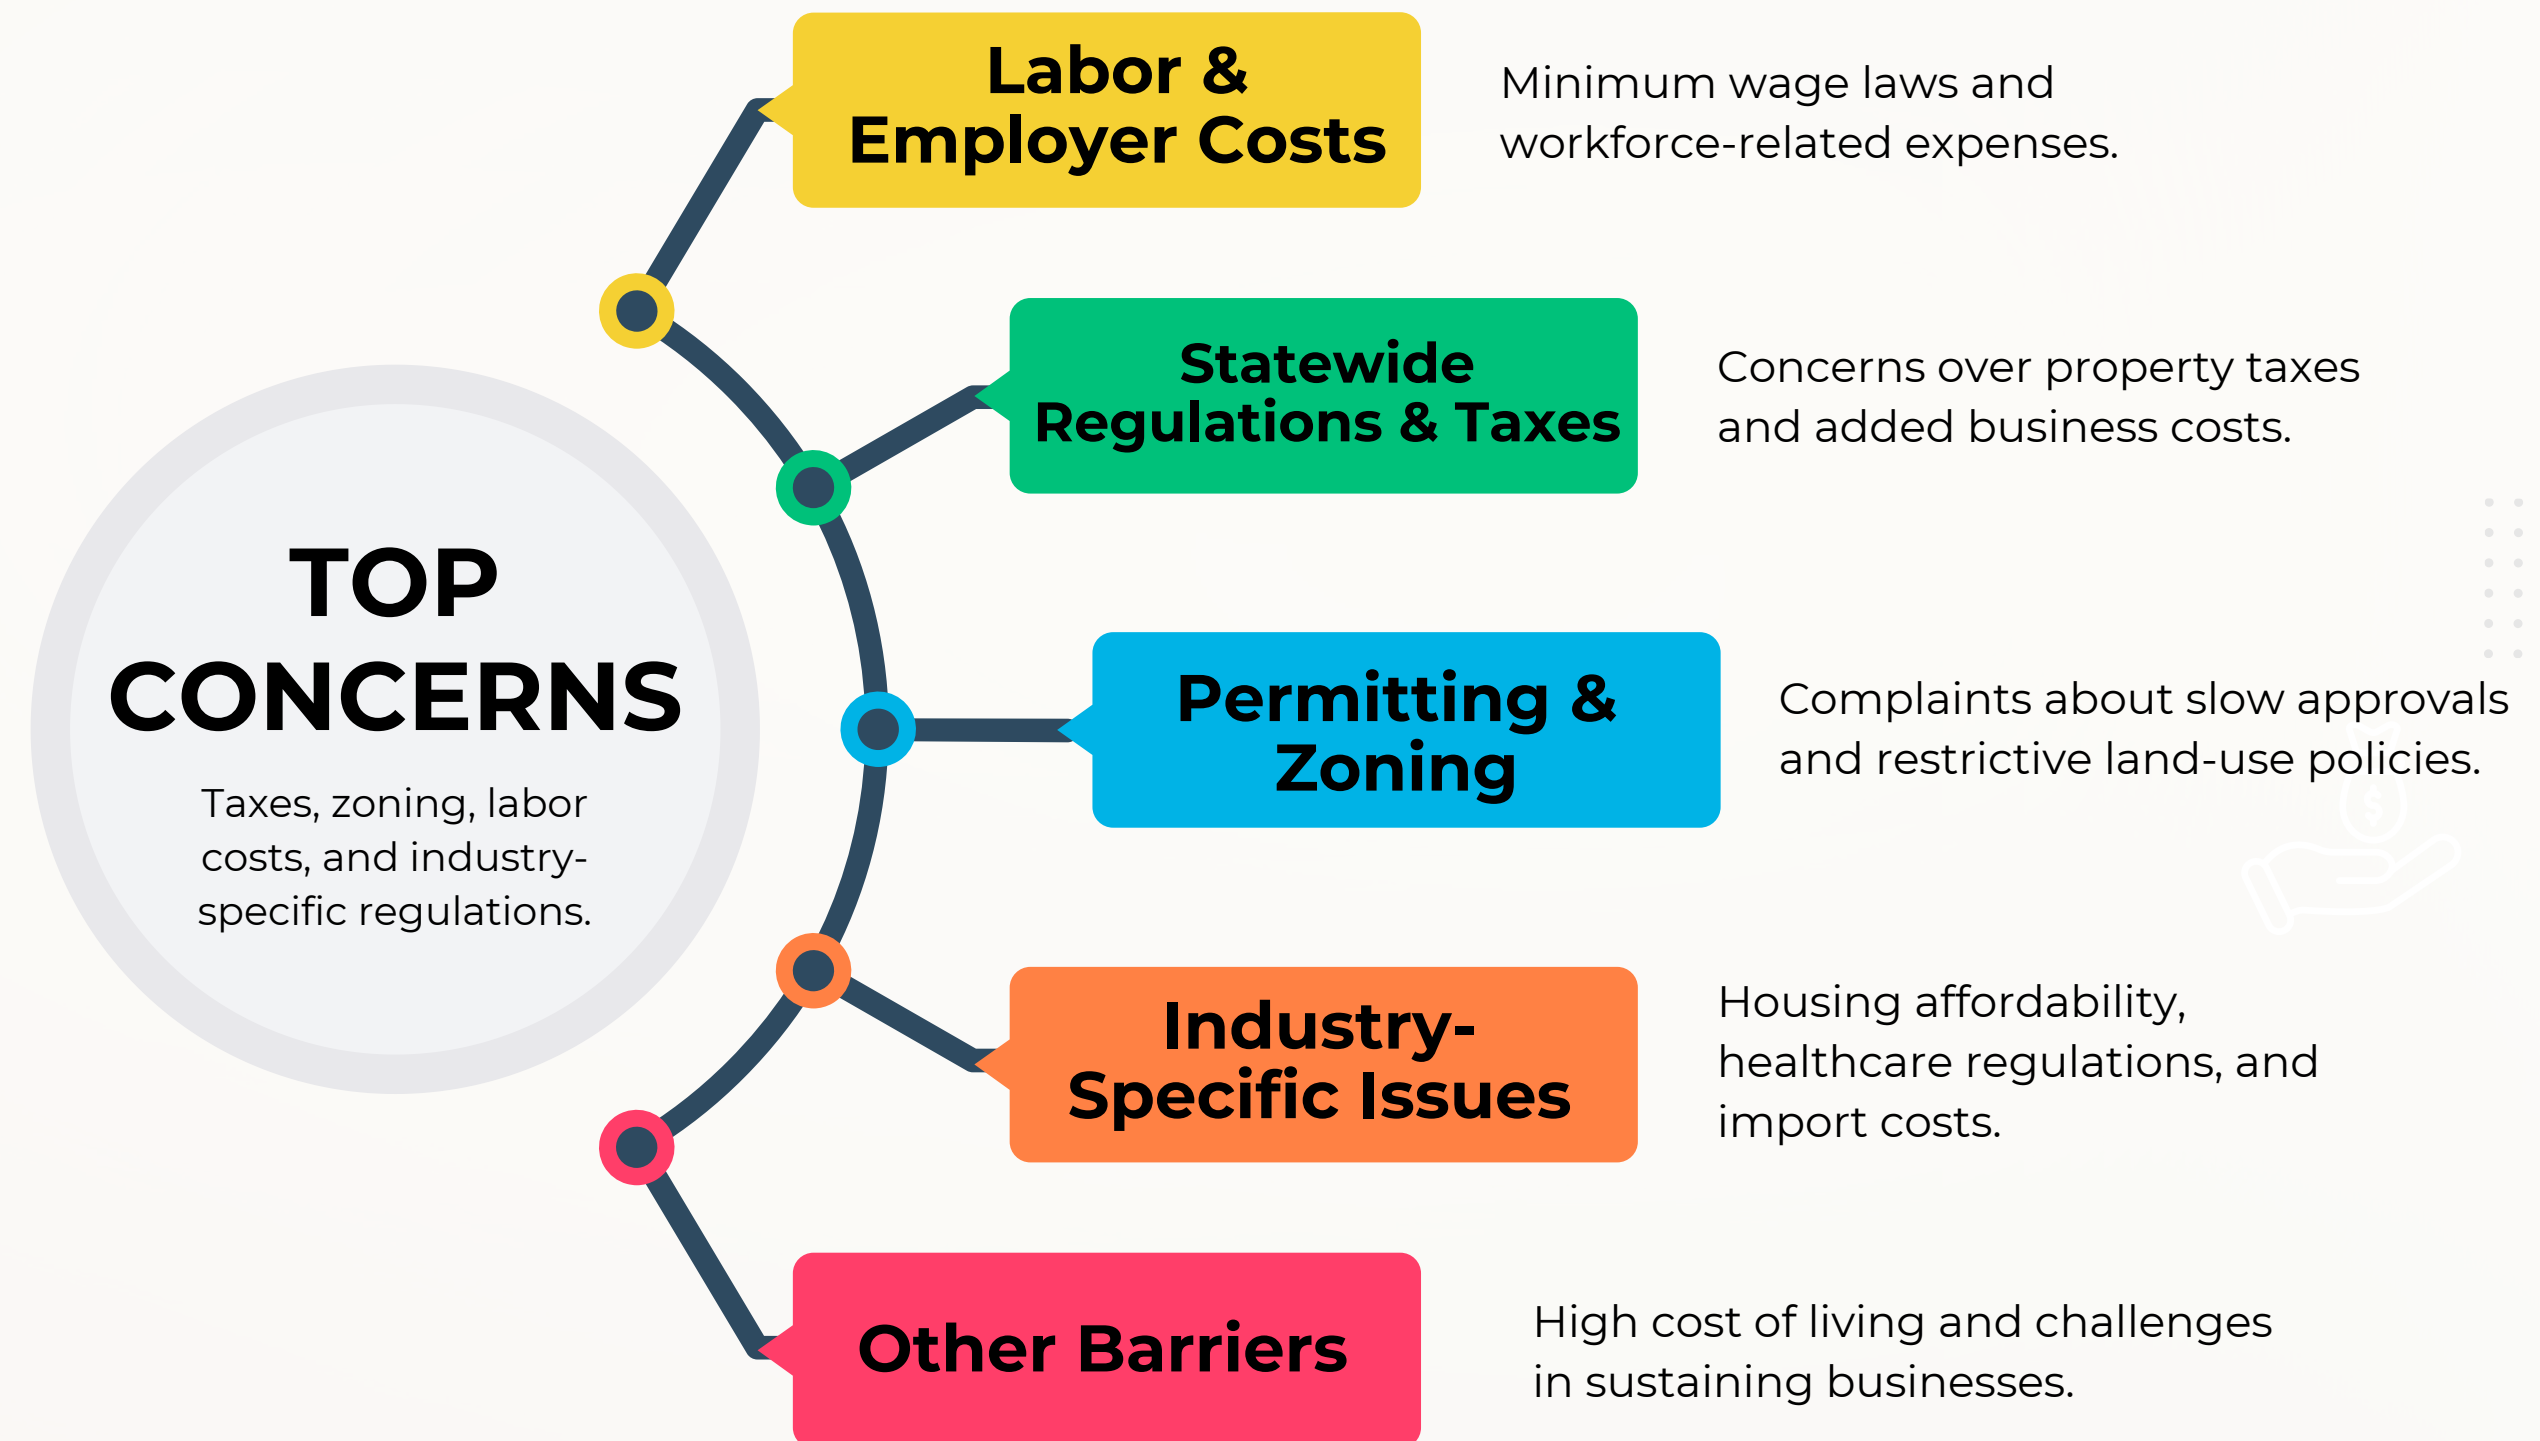 TOP
CONCERNS
Taxes, zoning, labor
costs, and industry-
specific regulations.
Labor &
Employer Costs
Minimum wage laws and
workforce-related expenses.
Statewide
Regulations & Taxes
Concerns over property taxes
and added business costs.
Permitting &
Zoning
Complaints about slow approvals
and restrictive land-use policies.
$
Industry-
Specific Issues
Housing affordability,
healthcare regulations, and
import costs.
Other Barriers
High cost of living and challenges
in sustaining businesses.